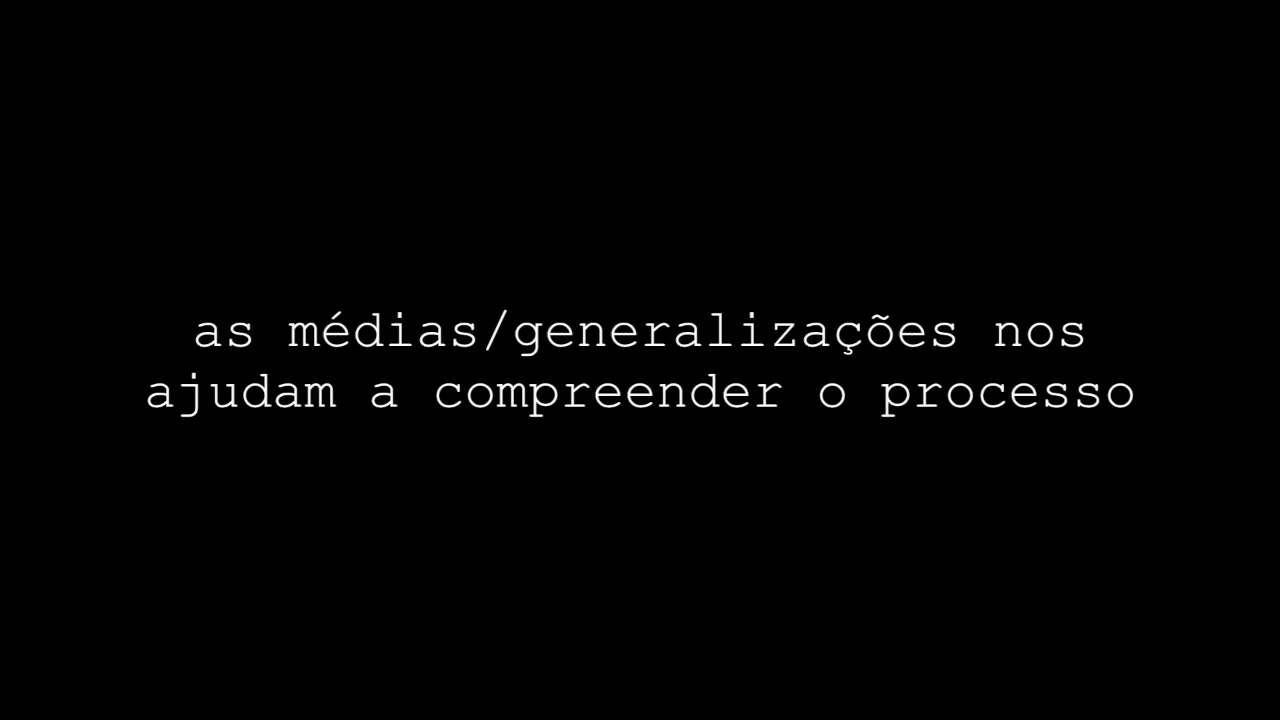 as médias/generalizações nos
ajudam a compreender o processo